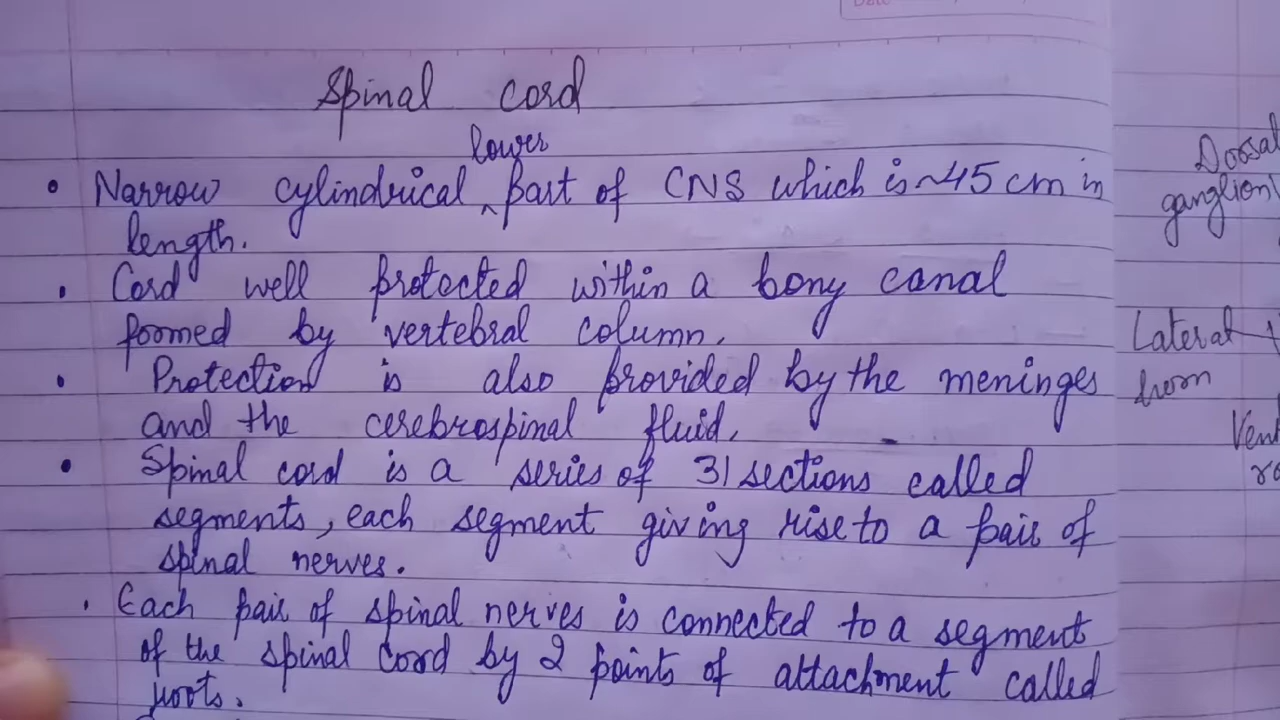 Spinal cord
lower
• Narrow cylindrical ^ part of CNS which is ~45 cm in
length.
• Cord well protected within a bony canal
formed by vertebral column.
• Protection is also provided by the meninges
and the cerebrospinal fluid.
• Spinal cord is a series of 31 sections called
segments, each segment giving rise to a pair of
spinal nerves.
• Each pair of spinal nerves is connected to a segment
of the spinal cord by 2 points of attachment called
roots.
Dorsal
ganglion
Lateral
horn